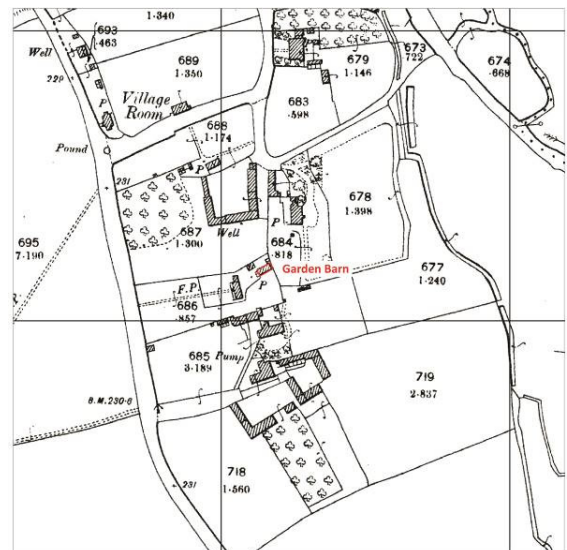 1·340
693
·463
Well
229
689
1·350
P
Village
Room
679
1·146
673
722
674
·668
683
·598
688
1·174
Pound
231
P
678
1·398
687
1·300
Well
P
684
·818
695
7·190
Garden Barn
P
677
1·240
F.P
686
·857
685
3·189
Pump
B.M.230·6
719
2·837
718
1·560
231